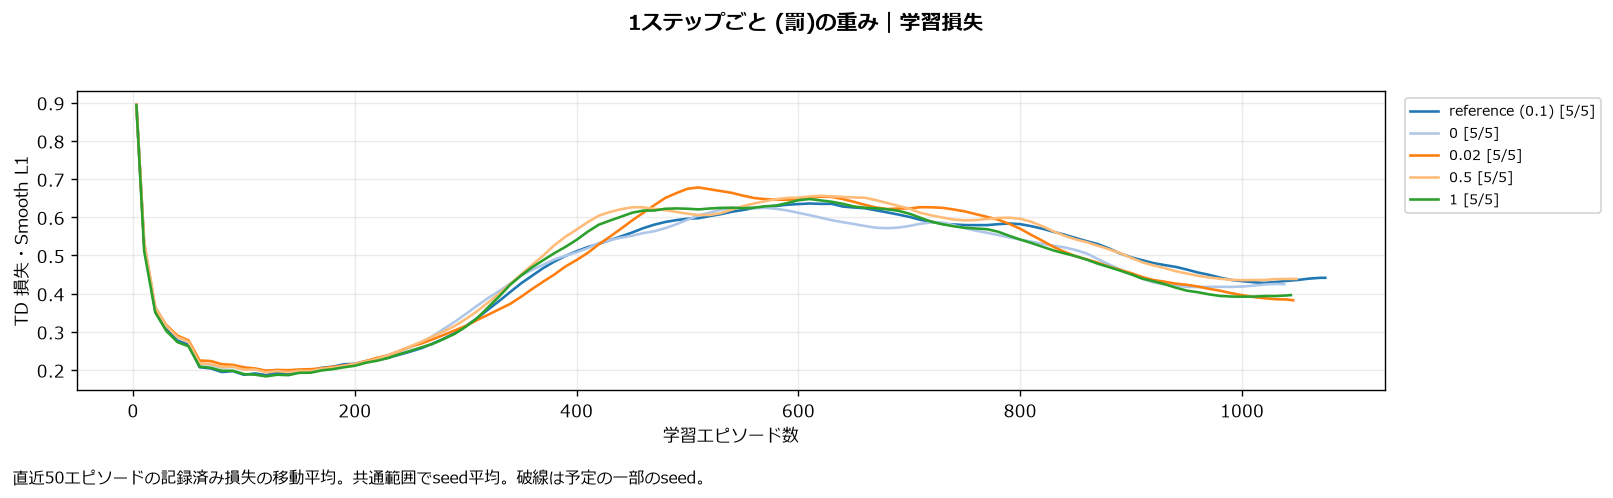 1ステップごと (罰)の重み｜学習損失
TD 損失・Smooth L1
0.9
0.8
0.7
0.6
0.5
0.4
0.3
0.2
0 200 400 600 800 1000
学習エピソード数
reference (0.1) [5/5]
0 [5/5]
0.02 [5/5]
0.5 [5/5]
1 [5/5]
直近50エピソードの記録済み損失の移動平均。共通範囲でseed平均。破線は予定の一部のseed。